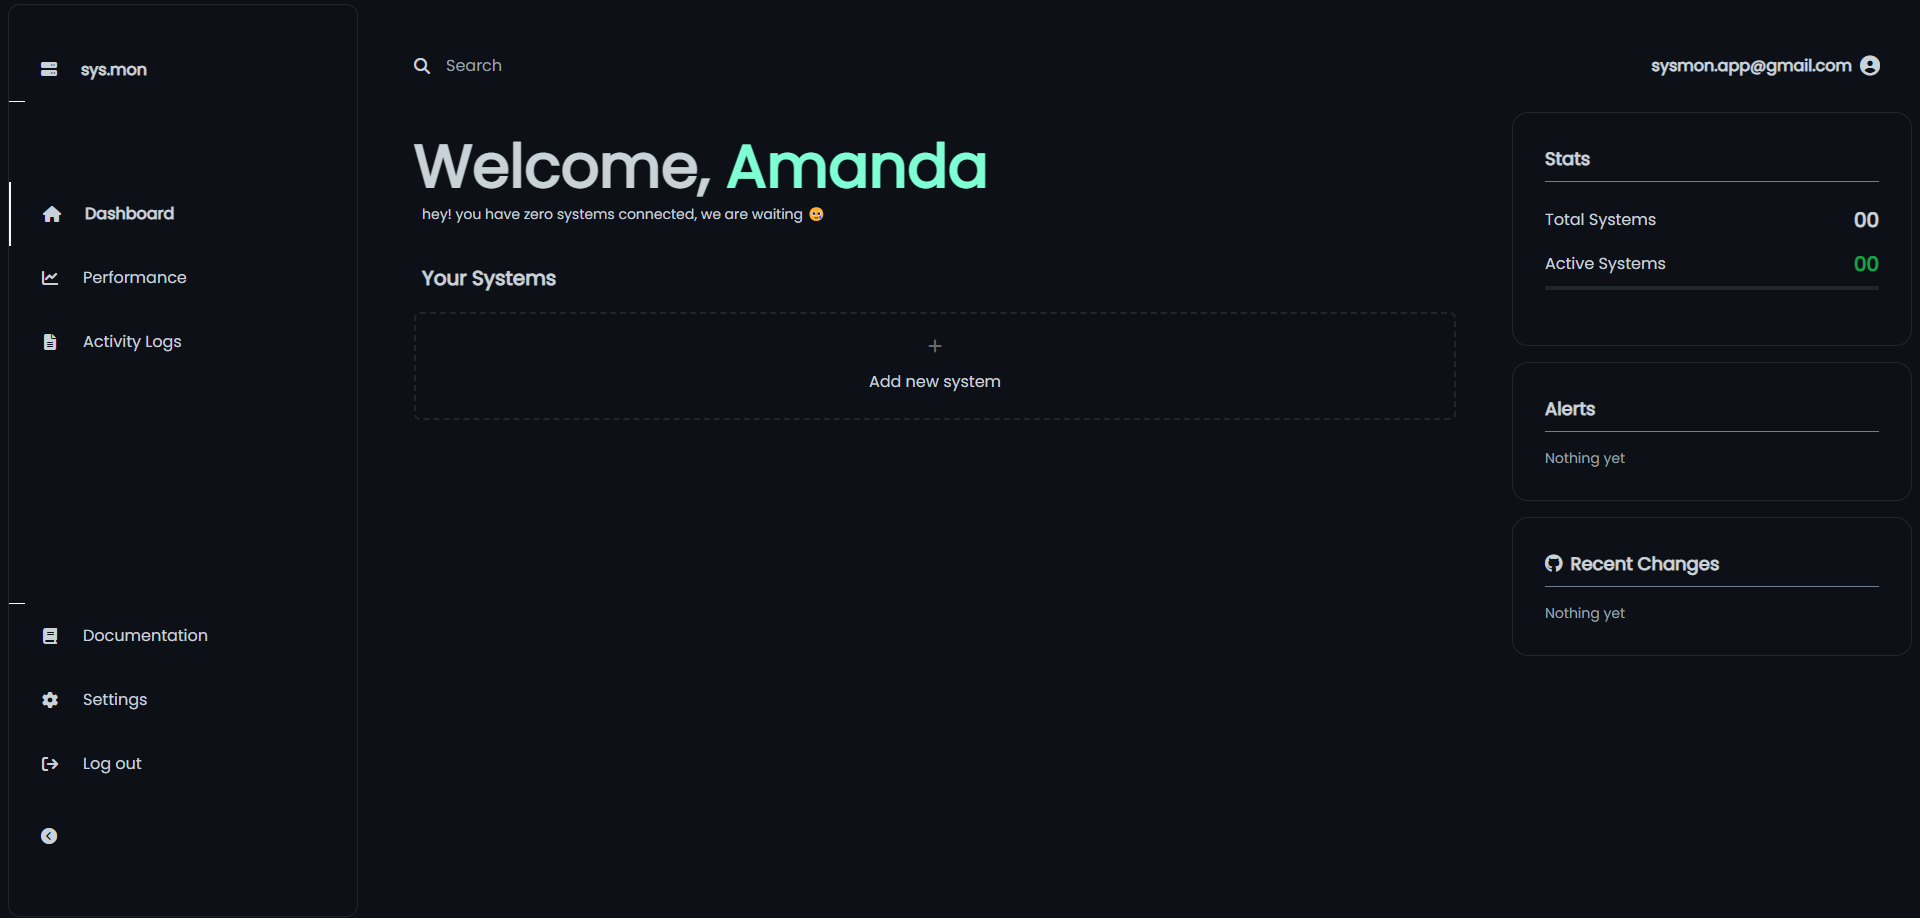 sys.mon
Dashboard
Performance
Activity Logs
Documentation
Settings
Log out
Search
sysmon.app@gmail.com
Welcome, Amanda
hey! you have zero systems connected, we are waiting 🥲
Your Systems
+
Add new system
Stats
Total Systems 00
Active Systems 00
Alerts
Nothing yet
Recent Changes
Nothing yet